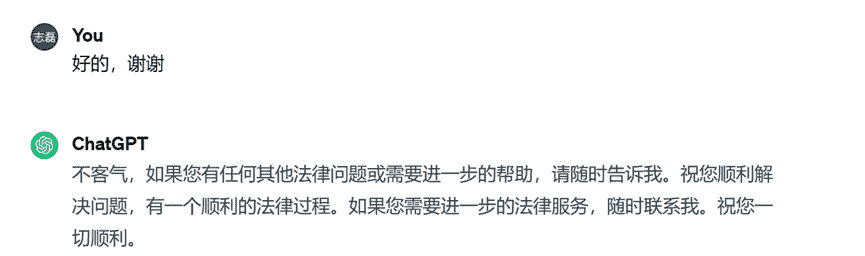 志磊
You
好的，谢谢
ChatGPT
不客气，如果您有任何其他法律问题或需要进一步的帮助，请随时告诉我。祝您顺利解
决问题，有一个顺利的法律过程。如果您需要进一步的法律服务，随时联系我。祝您一
切顺利。